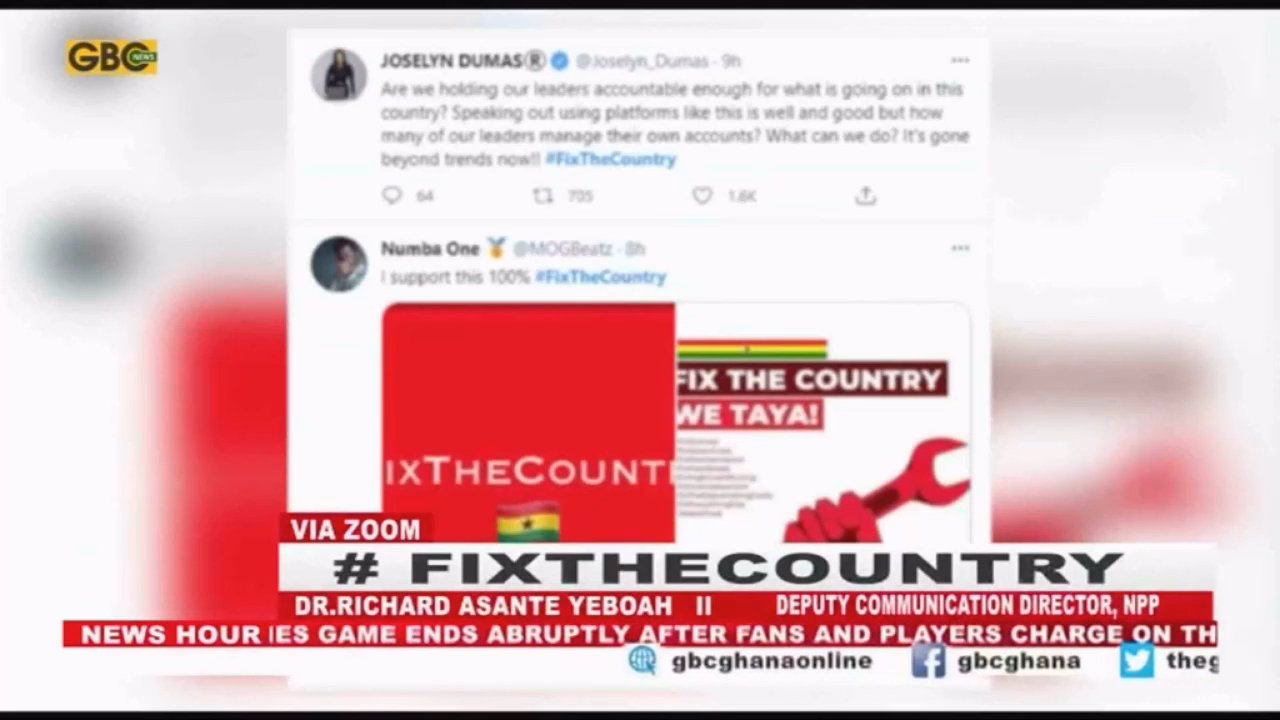 GBC NEWS
JOSELYN DUMAS® @Joselyn_Dumas · 9h
Are we holding our leaders accountable enough for what is going on in this
country? Speaking out using platforms like this is well and good but how
many of our leaders manage their own accounts? What can we do? It's gone
beyond trends now!! #FixTheCountry
64 705 1.6K
Numba One @MOGBeatz · 8h
I support this 100% #FixTheCountry
FIX THE COUNTRY
WE TAYA!
IXTHECOUNT
VIA ZOOM
# FIXTHECOUNTRY
DR.RICHARD ASANTE YEBOAH II DEPUTY COMMUNICATION DIRECTOR, NPP
NEWS HOUR IES GAME ENDS ABRUPTLY AFTER FANS AND PLAYERS CHARGE ON TH
gbcghanaonline gbcghana theg